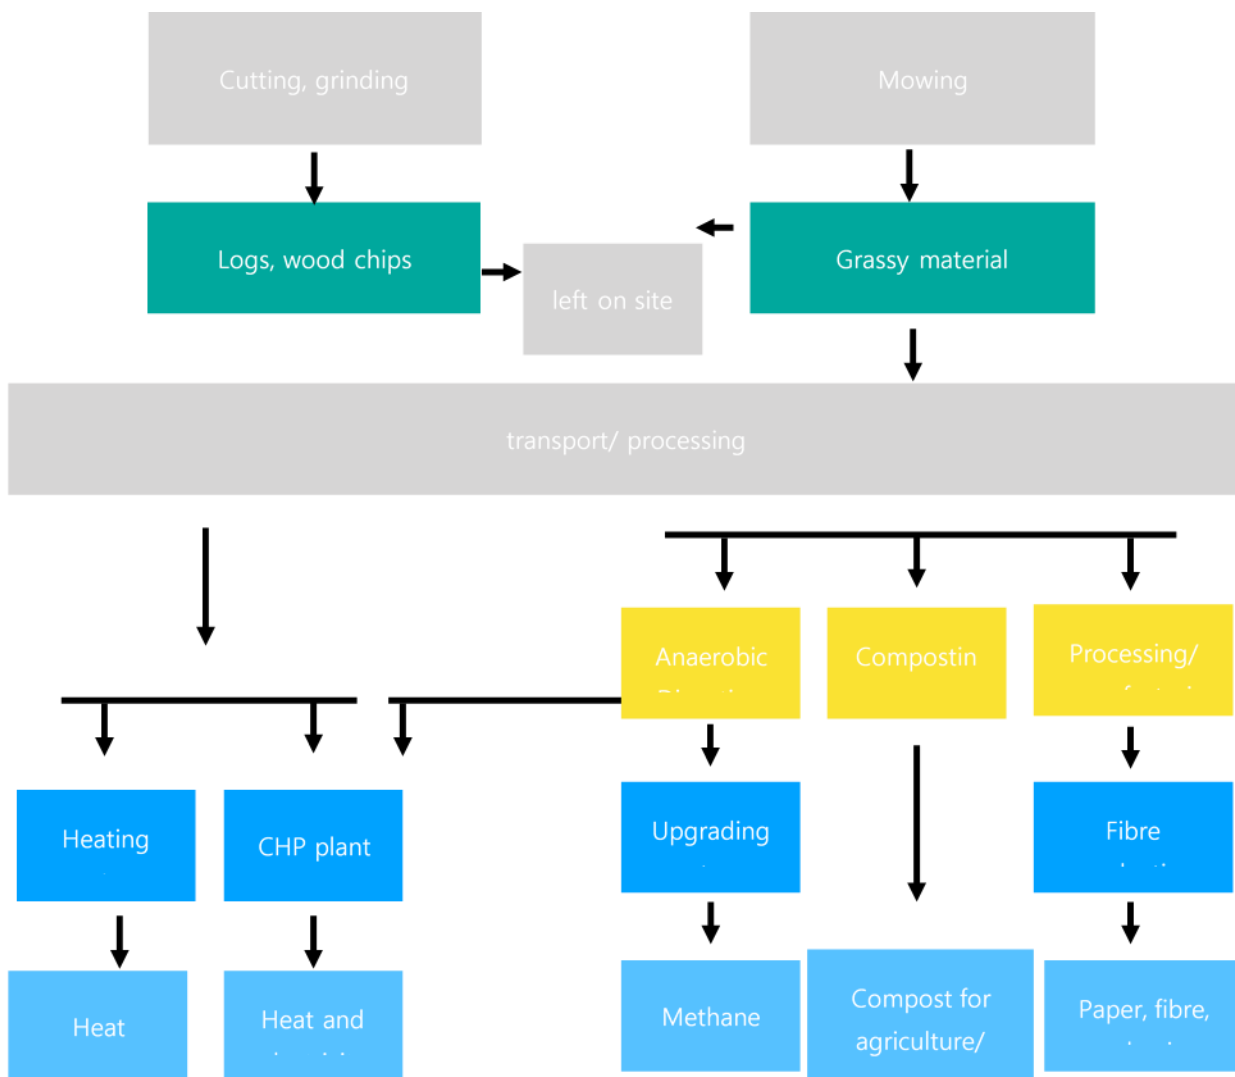 Cutting, grinding
Mowing
Logs, wood chips
Grassy material
left on site
transport/ processing
Anaerobic
Compostin
Processing/
Heating
CHP plant
Upgrading
Fibre
Heat
Heat and
Methane
Compost for
agriculture/
Paper, fibre,